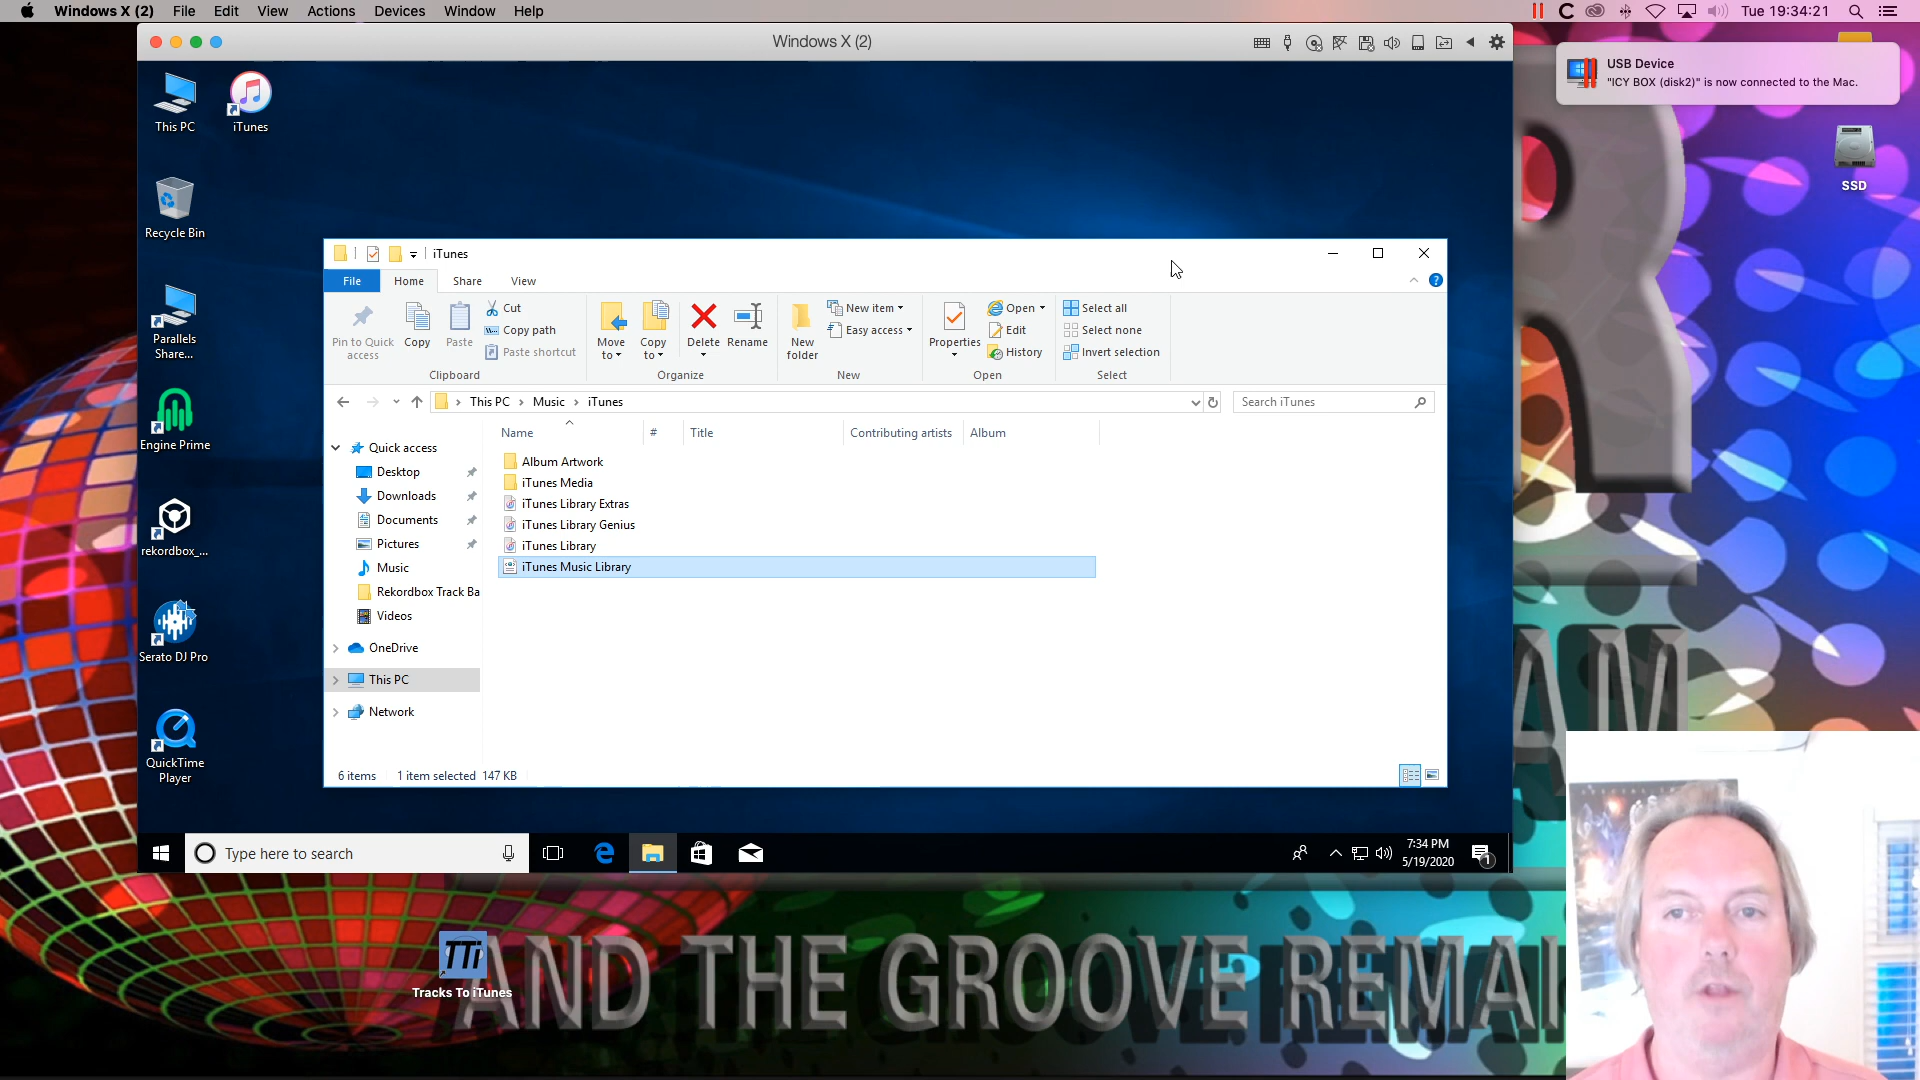 Windows X (2) File Edit View Actions Devices Window Help
Tue 19:34:21
Windows X (2)
USB Device
"ICY BOX (disk2)" is now connected to the Mac.
SSD
This PC
iTunes
Recycle Bin
Parallels
Share...
Engine Prime
rekordbox_...
Serato DJ Pro
QuickTime
Player
iTunes
File Home Share View
Pin to Quick
access
Copy
Paste
Cut
Copy path
Paste shortcut
Clipboard
Move
to
Copy
to
Delete
Rename
Organize
New
folder
New item
Easy access
New
Properties
Open
Edit
History
Open
Select all
Select none
Invert selection
Select
This PC > Music > iTunes
Search iTunes
Name # Title Contributing artists Album
Quick access
Desktop
Downloads
Documents
Pictures
Music
Rekordbox Track Ba
Videos
OneDrive
This PC
Network
Album Artwork
iTunes Media
iTunes Library Extras
iTunes Library Genius
iTunes Library
iTunes Music Library
6 items 1 item selected 147 KB
Type here to search
7:34 PM
5/19/2020
1
TTi
Tracks To iTunes
R
AM
AND THE GROOVE REMAI